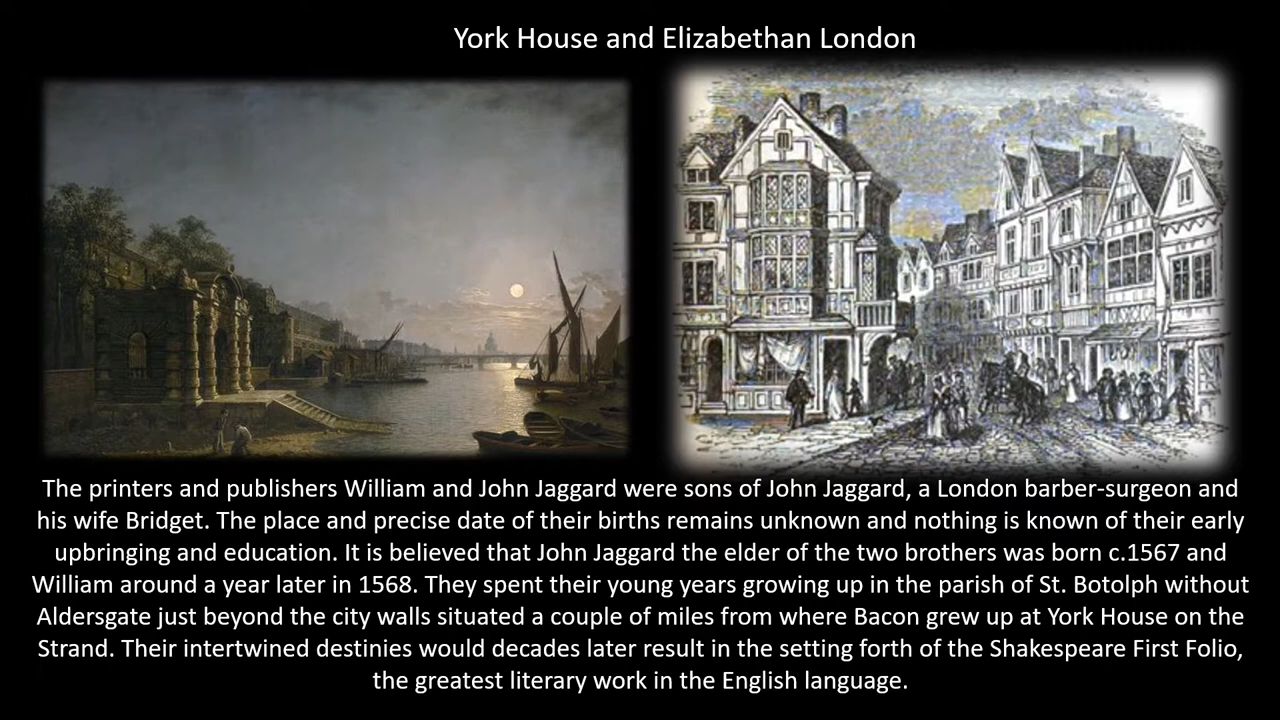 York House and Elizabethan London
The printers and publishers William and John Jaggard were sons of John Jaggard, a London barber-surgeon and
his wife Bridget. The place and precise date of their births remains unknown and nothing is known of their early
upbringing and education. It is believed that John Jaggard the elder of the two brothers was born c.1567 and
William around a year later in 1568. They spent their young years growing up in the parish of St. Botolph without
Aldersgate just beyond the city walls situated a couple of miles from where Bacon grew up at York House on the
Strand. Their intertwined destinies would decades later result in the setting forth of the Shakespeare First Folio,
the greatest literary work in the English language.